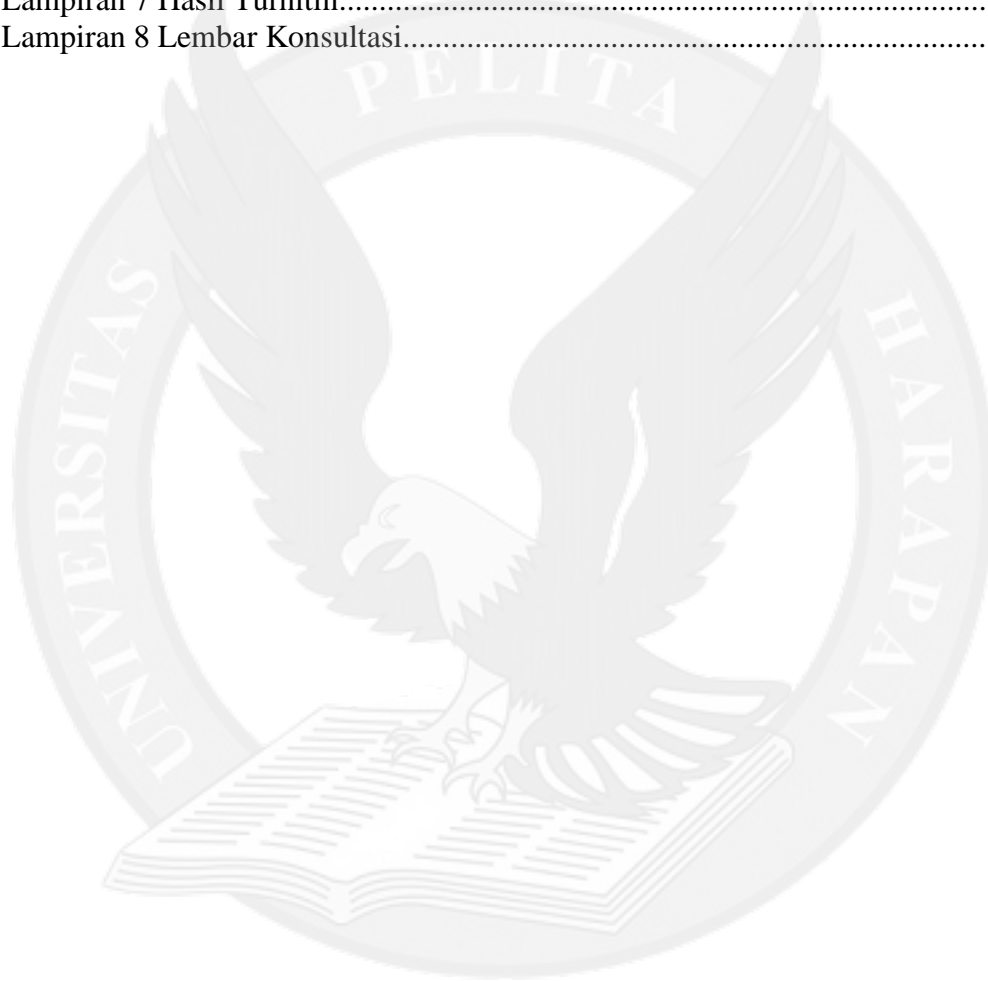 Lampiran 7 Hasil Turnitin....................................................................................................
Lampiran 8 Lembar Konsultasi.............................................................................................
UNIVERSITAS PELITA HARAPAN